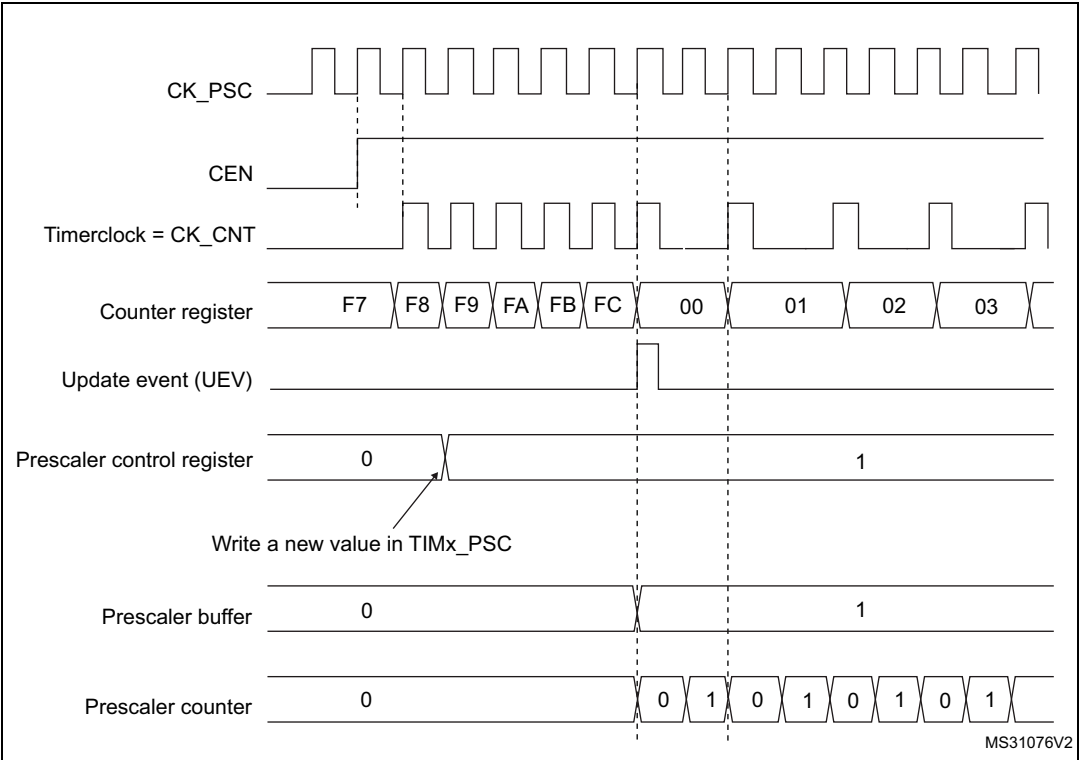 CK_PSC
CEN
Timerclock = CK_CNT
Counter register F7 F8 F9 FA FB FC 00 01 02 03
Update event (UEV)
Prescaler control register 0 1
Write a new value in TIMx_PSC
Prescaler buffer 0 1
Prescaler counter 0 0 1 0 1 0 1 0 1
MS31076V2